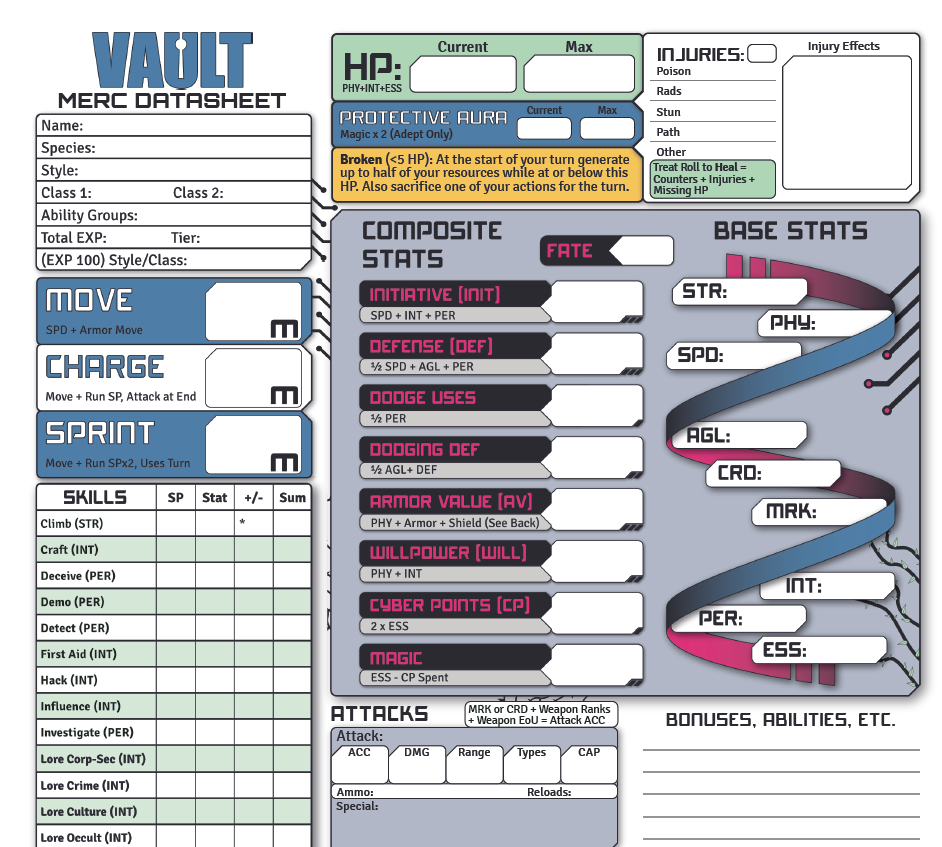 VAULT
MERC DATASHEET
Name:
Species:
Style:
Class 1: Class 2:
Ability Groups:
Total EXP: Tier:
(EXP 100) Style/Class:
MOVE
SPD + Armor Move
M
CHARGE
Move + Run SP, Attack at End
M
SPRINT
Move + Run SPx2, Uses Turn
M
SKILLS SP Stat +/- Sum
Climb (STR) *
Craft (INT)
Deceive (PER)
Demo (PER)
Detect (PER)
First Aid (INT)
Hack (INT)
Influence (INT)
Investigate (PER)
Lore Corp-Sec (INT)
Lore Crime (INT)
Lore Culture (INT)
Lore Occult (INT)
HP:
PHY+INT+ESS
Current Max
PROTECTIVE AURA
Magic x 2 (Adept Only)
Current Max
Broken (<5 HP): At the start of your turn generate
up to half of your resources while at or below this
HP. Also sacrifice one of your actions for the turn.
INJURIES:
Poison
Rads
Stun
Path
Other
Treat Roll to Heal =
Counters + Injuries +
Missing HP
Injury Effects
COMPOSITE
STATS
FATE
INITIATIVE [INIT]
SPD + INT + PER
DEFENSE [DEF]
½ SPD + AGL + PER
DODGE USES
½ PER
DODGING DEF
½ AGL+ DEF
ARMOR VALUE [AV]
PHY + Armor + Shield (See Back)
WILLPOWER [WILL]
PHY + INT
CYBER POINTS [CP]
2 x ESS
MAGIC
ESS - CP Spent
BASE STATS
STR:
PHY:
SPD:
AGL:
CRD:
MRK:
INT:
PER:
ESS:
ATTACKS
MRK or CRD + Weapon Ranks
+ Weapon EoU = Attack ACC
Attack:
ACC DMG Range Types CAP
Ammo: Reloads:
Special:
BONUSES, ABILITIES, ETC.